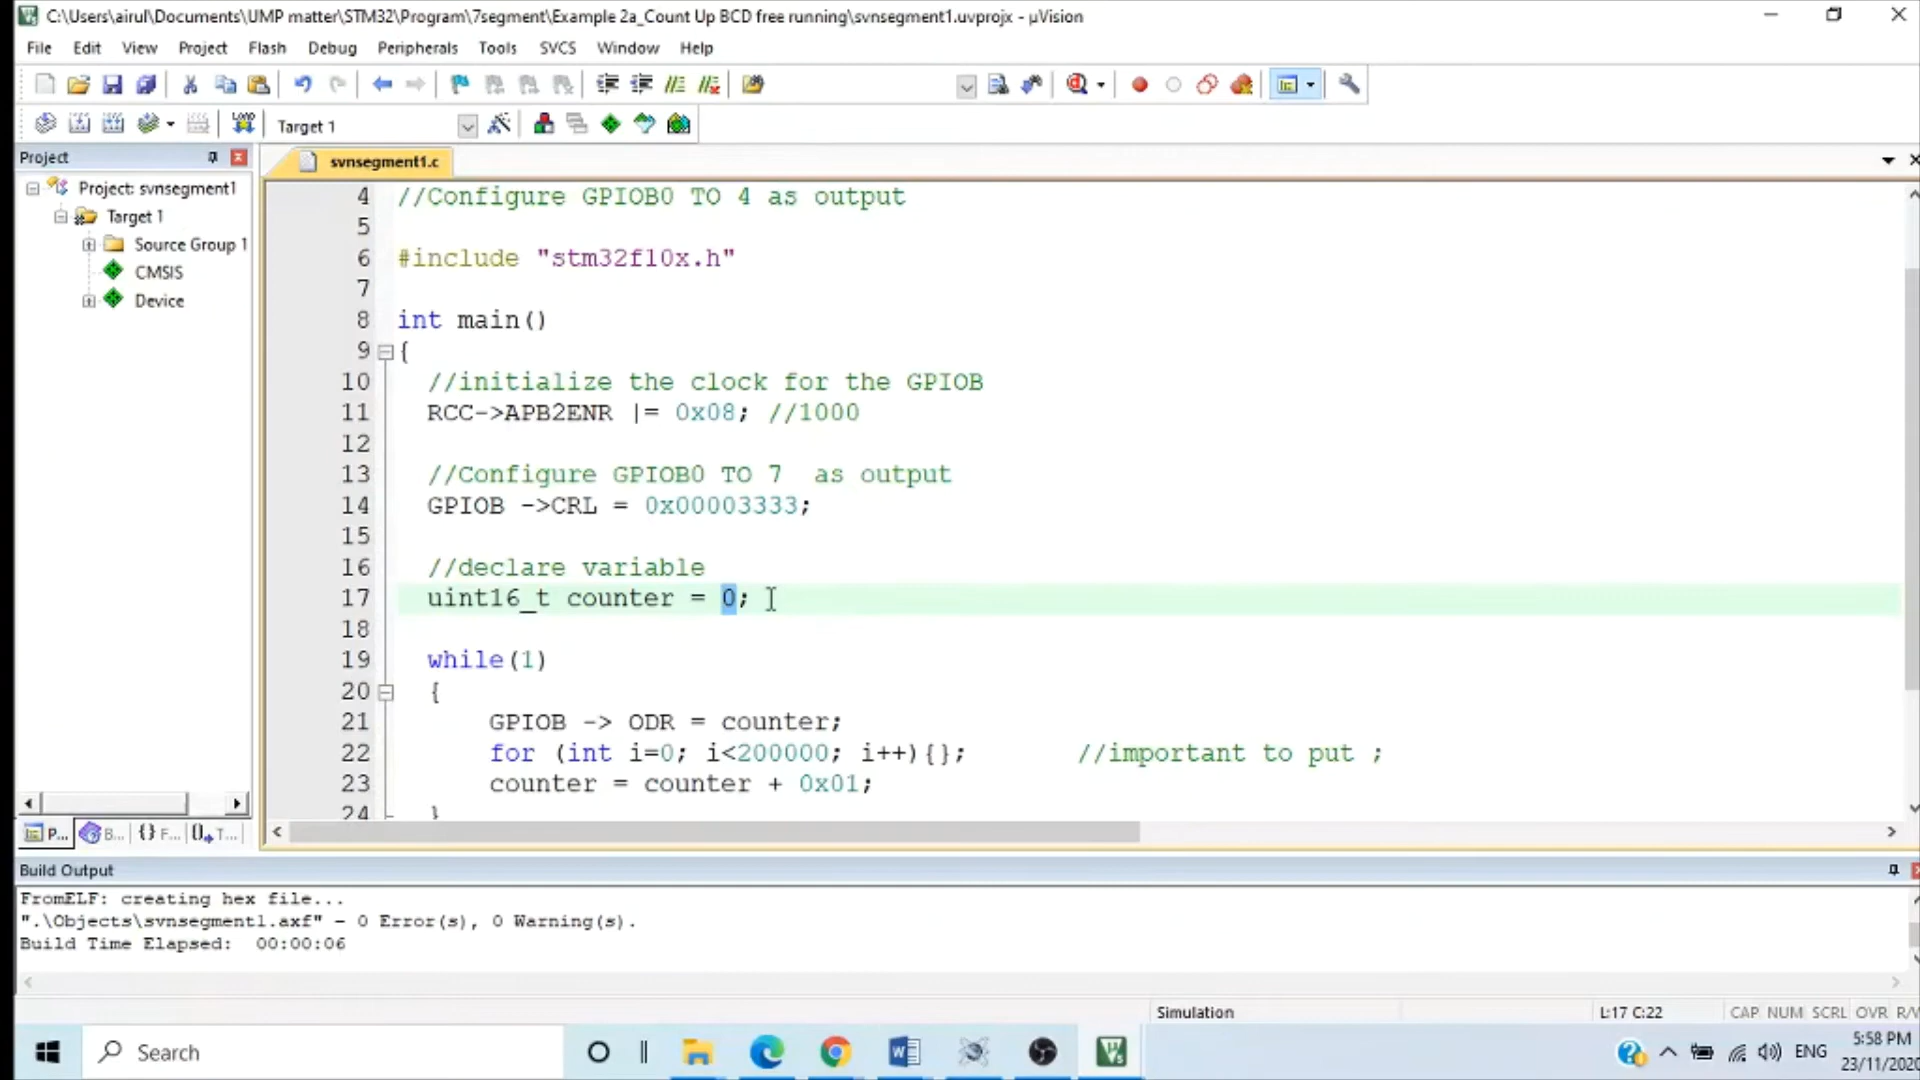 C:\Users\airul\Documents\UMP matter\STM32\Program\7segment\Example 2a_Count Up BCD free running\svnsegment1.uvprojx - µVision
File Edit View Project Flash Debug Peripherals Tools SVCS Window Help
LOAD Target 1
Project
svnsegment1.c
Project: svnsegment1
Target 1
Source Group 1
CMSIS
Device
4 //Configure GPIOB0 TO 4 as output
5
6 #include "stm32f10x.h"
7
8 int main()
9 {
10 //initialize the clock for the GPIOB
11 RCC->APB2ENR |= 0x08; //1000
12
13 //Configure GPIOB0 TO 7  as output
14 GPIOB ->CRL = 0x00003333;
15
16 //declare variable
17 uint16_t counter = 0;
18
19 while(1)
20 {
21 GPIOB -> ODR = counter;
22 for (int i=0; i<200000; i++){}; //important to put ;
23 counter = counter + 0x01;
24 }
P... B... {} F... T...
Build Output
FromELF: creating hex file...
".\Objects\svnsegment1.axf" - 0 Error(s), 0 Warning(s).
Build Time Elapsed:  00:00:06
Simulation L:17 C:22 CAP NUM SCRL OVR R/W
Search
ENG
5:58 PM
23/11/2020